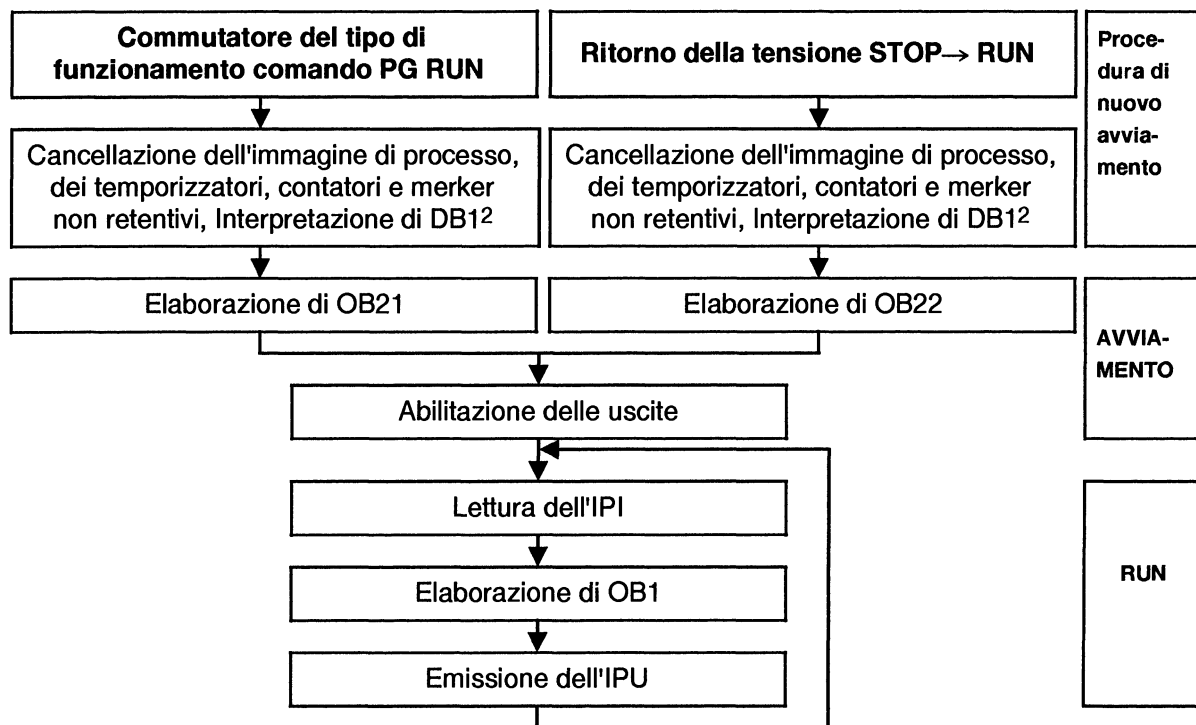 Commutatore del tipo di
funzionamento comando PG RUN
Ritorno della tensione STOP→ RUN
Proce-
dura di
nuovo
avvia-
mento
Cancellazione dell'immagine di processo,
dei temporizzatori, contatori e merker
non retentivi, Interpretazione di DB1²
Cancellazione dell'immagine di processo,
dei temporizzatori, contatori e merker
non retentivi, Interpretazione di DB1²
Elaborazione di OB21
Elaborazione di OB22
AVVIA-
MENTO
Abilitazione delle uscite
Lettura dell'IPI
Elaborazione di OB1
Emissione dell'IPU
RUN